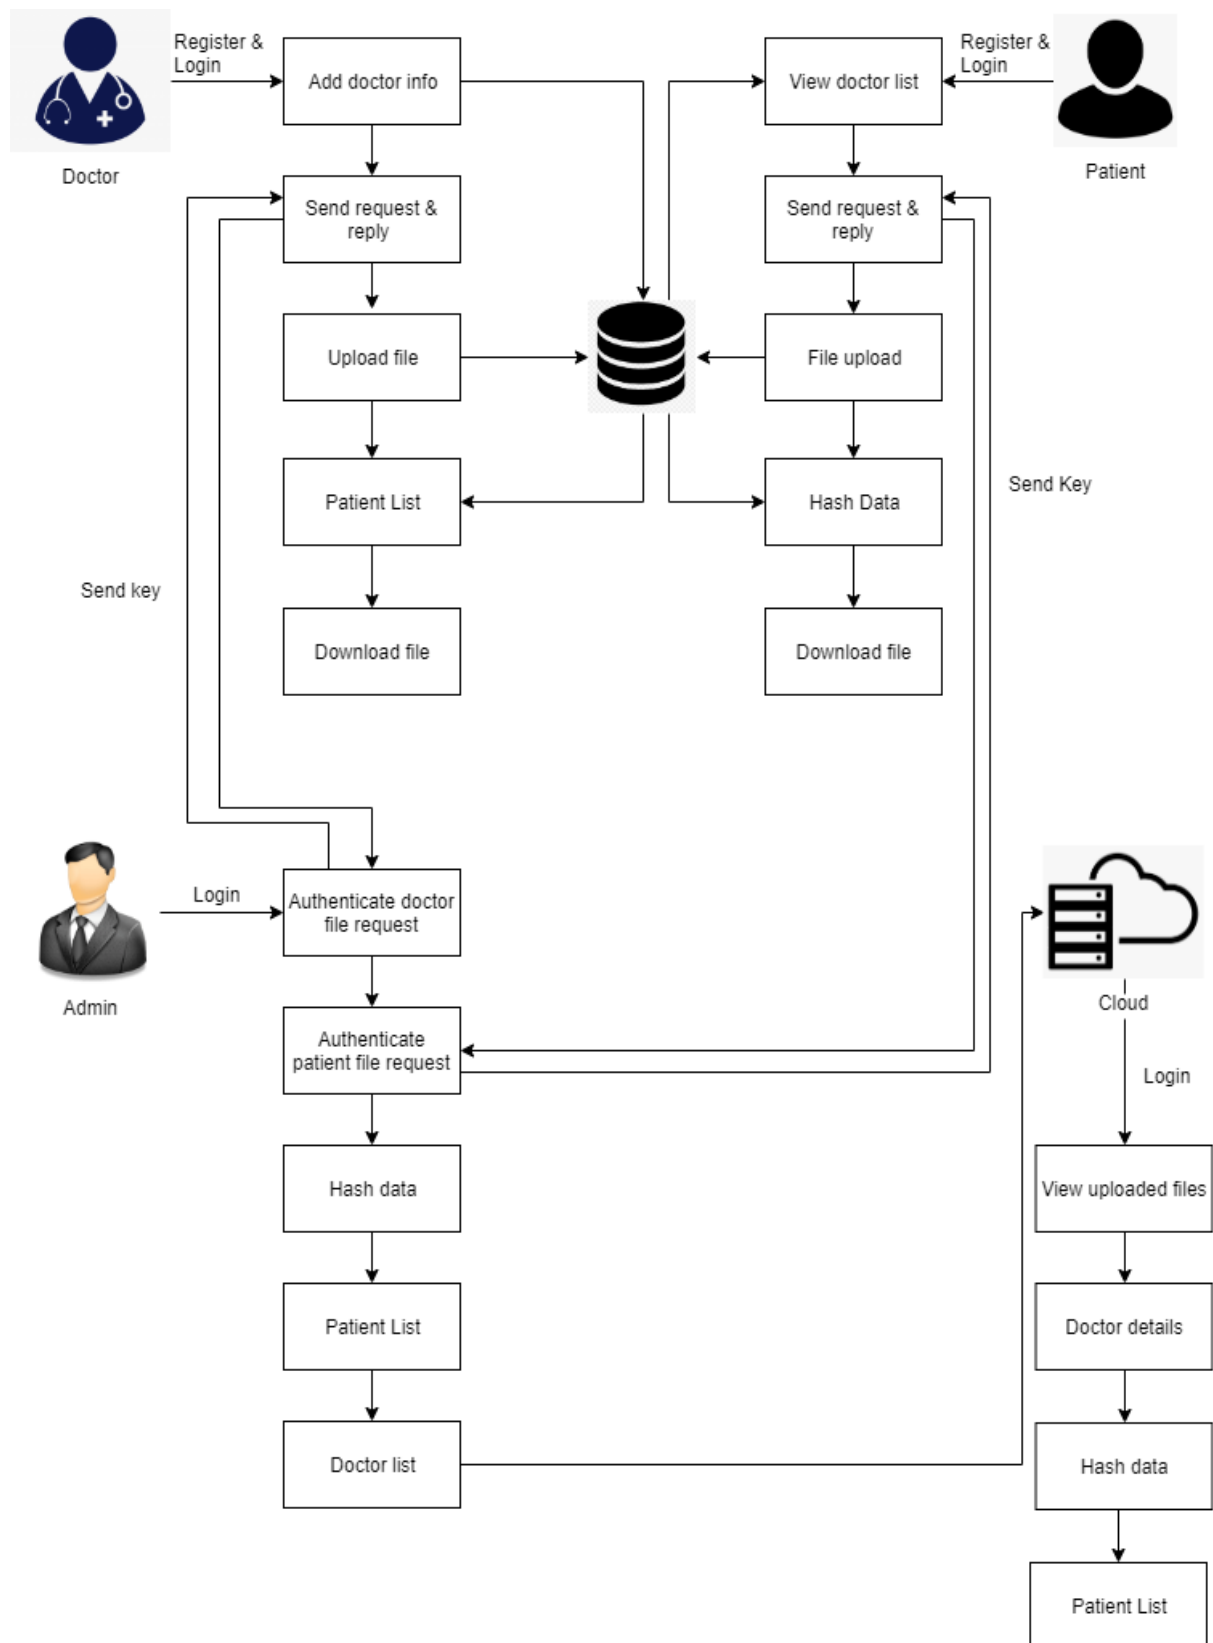 Register &
Login
Add doctor info
View doctor list
Register &
Login
Doctor
Patient
Send request &
reply
Send request &
reply
Upload file
File upload
Patient List
Hash Data
Send Key
Send key
Download file
Download file
Login
Authenticate doctor
file request
Admin
Cloud
Authenticate
patient file request
Login
Hash data
View uploaded files
Patient List
Doctor details
Doctor list
Hash data
Patient List